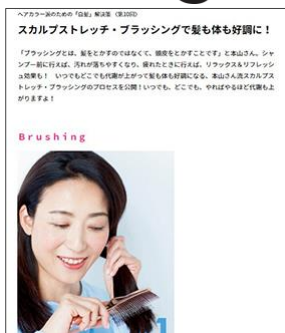 ヘアカラー派のための「白髪」解決策 《第10回》
スカルプストレッチ・ブラッシングで髪も体も好調に！
「ブラッシングとは、髪をとかすのではなくて、頭皮をとかすことです」と本山さん。シャ
ンプー前に行えば、汚れが落ちやすくなり、疲れたときに行えば、リラックス＆リフレッシ
ュ効果も！ いつでもどこでも代謝が上がって髪も体も好調になる、本山さん流スカルプス
トレッチ・ブラッシングのプロセスを公開！いつでも、どこでも、やればやるほど代謝も上
がりますよ！
Brushing
1